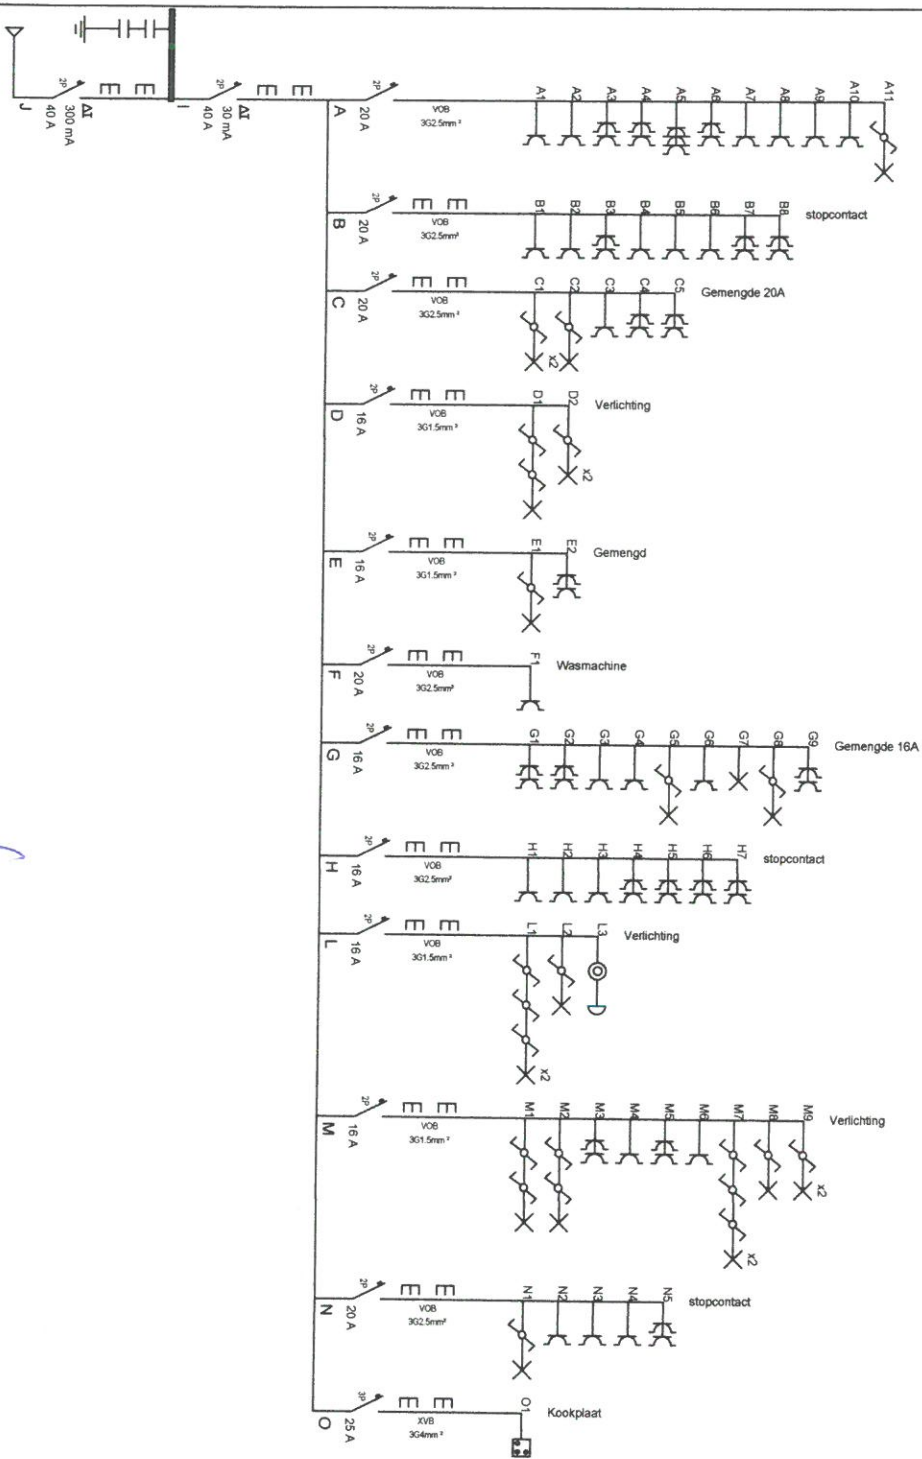 J
2P
40 A
300 mA
ΔI
I
2P
40 A
30 mA
ΔI
A
2P
20 A
VOB
3G2.5mm²
A1
A2
A3
A4
A5
A6
A7
A8
A9
A10
A11
B
2P
20 A
VOB
3G2.5mm²
B1
B2
B3
B4
B5
B6
B7
B8
stopcontact
C
2P
20 A
VOB
3G2.5mm²
C1
C2
C3
C4
C5
x2
Gemengde 20A
D
2P
16 A
VOB
3G1.5mm²
D1
D2
x2
Verlichting
E
2P
16 A
VOB
3G1.5mm²
E1
E2
Gemengd
F
2P
20 A
VOB
3G2.5mm²
F1
Wasmachine
G
2P
16 A
VOB
3G2.5mm²
G1
G2
G3
G4
G5
G6
G7
G8
G9
Gemengde 16A
H
2P
16 A
VOB
3G2.5mm²
H1
H2
H3
H4
H5
H6
H7
stopcontact
L
2P
16 A
VOB
3G1.5mm²
L1
L2
L3
x2
Verlichting
M
2P
16 A
VOB
3G1.5mm²
M1
M2
M3
M4
M5
M6
M7
M8
M9
x2
x2
Verlichting
N
2P
20 A
VOB
3G2.5mm²
N1
N2
N3
N4
N5
stopcontact
O
3P
25 A
XVB
3G4mm²
O1
Kookplaat